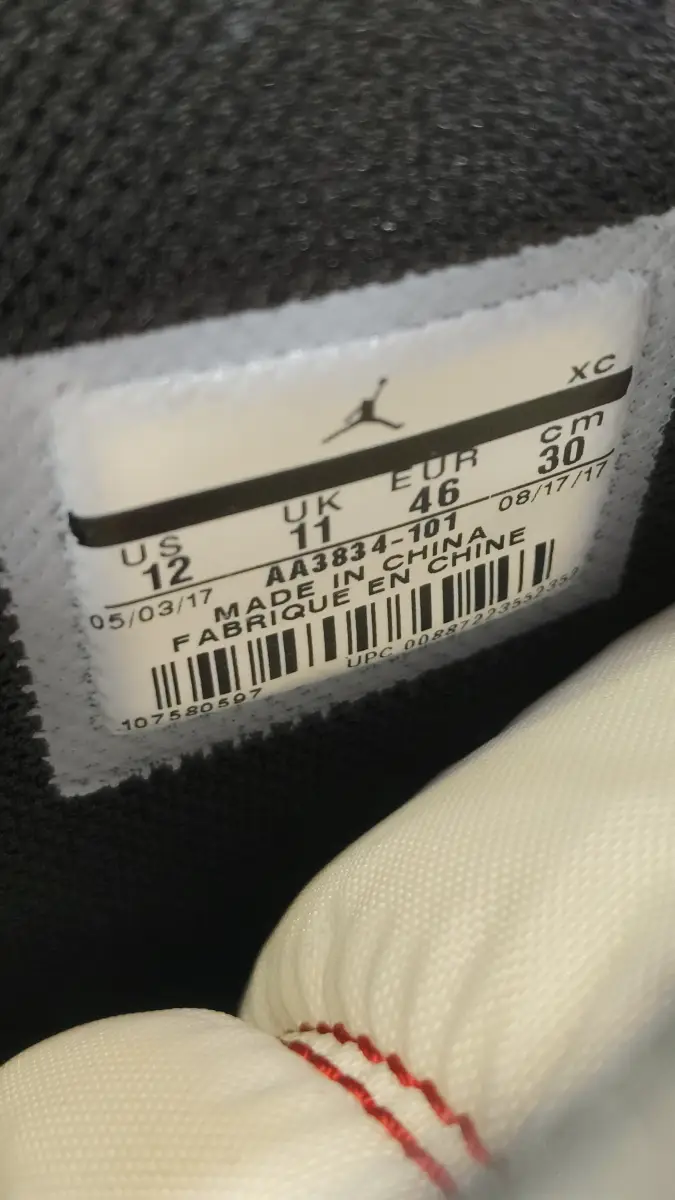 XC
US UK EUR cm
12 11 46 30
05/03/17 AA3834-101 08/17/17
MADE IN CHINA
FABRIQUE EN CHINE
UPC
107580597